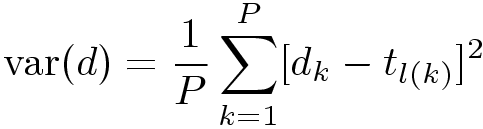 var(d) = \frac{1}{P} \sum_{k=1}^{P} [d_k - t_{l(k)}]^2